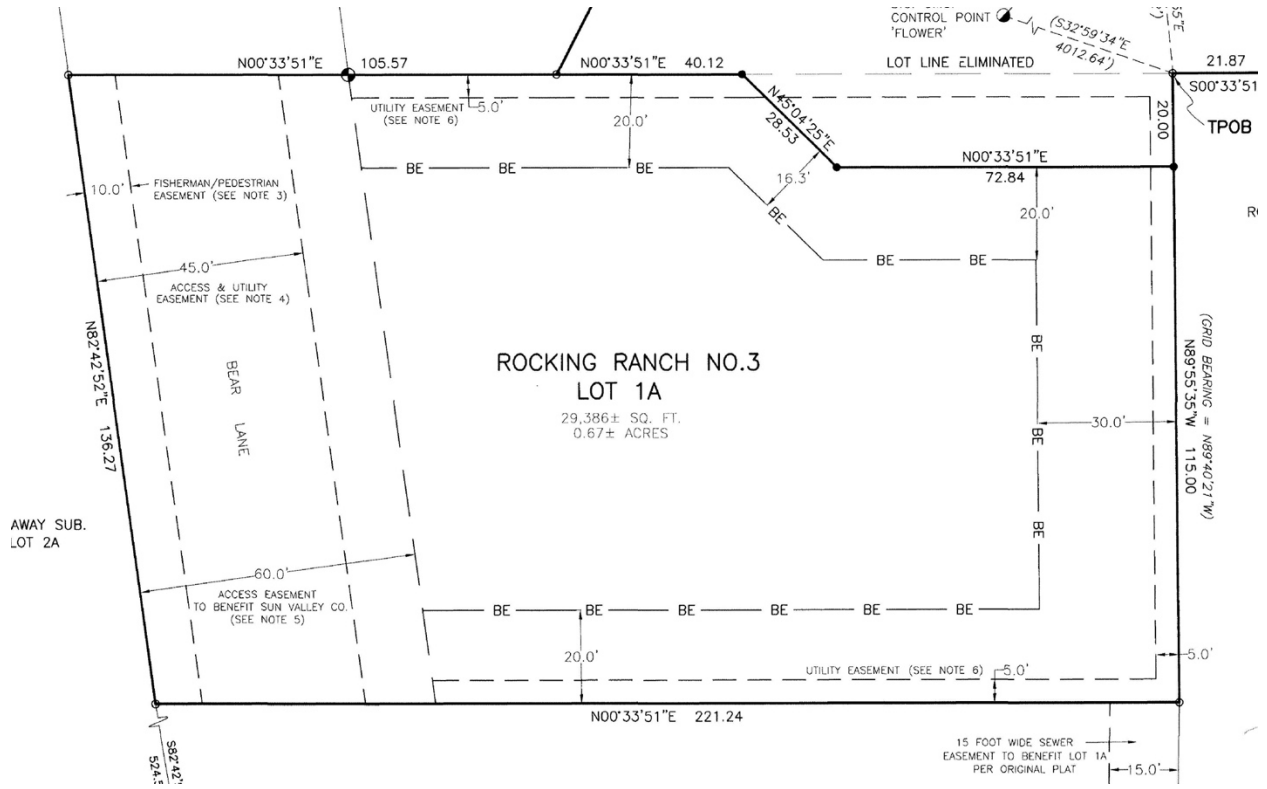 CONTROL POINT
'FLOWER'
(S32°59'34"E
4012.64')
N00°33'51"E 105.57
N00°33'51"E 40.12
LOT LINE ELIMINATED
21.87
S00°33'51
TPOB
20.00
UTILITY EASEMENT
(SEE NOTE 6)
5.0'
20.0'
N45°04'25"E
28.53
16.3'
N00°33'51"E
72.84
20.0'
BE BE BE
BE
BE BE
10.0'
FISHERMAN/PEDESTRIAN
EASEMENT (SEE NOTE 3)
45.0'
ACCESS & UTILITY
EASEMENT (SEE NOTE 4)
N82°42'52"E 136.27
BEAR LANE
ROCKING RANCH NO.3
LOT 1A
29,386± SQ. FT.
0.67± ACRES
BE
BE
BE
30.0'
(GRID BEARING = N89°40'21"W)
N89°55'35"W 115.00
AWAY SUB.
LOT 2A
60.0'
ACCESS EASEMENT
TO BENEFIT SUN VALLEY CO.
(SEE NOTE 5)
BE BE BE BE BE BE
20.0'
UTILITY EASEMENT (SEE NOTE 6)
5.0'
5.0'
N00°33'51"E 221.24
S82°42'
524.
15 FOOT WIDE SEWER
EASEMENT TO BENEFIT LOT 1A
PER ORIGINAL PLAT
15.0'